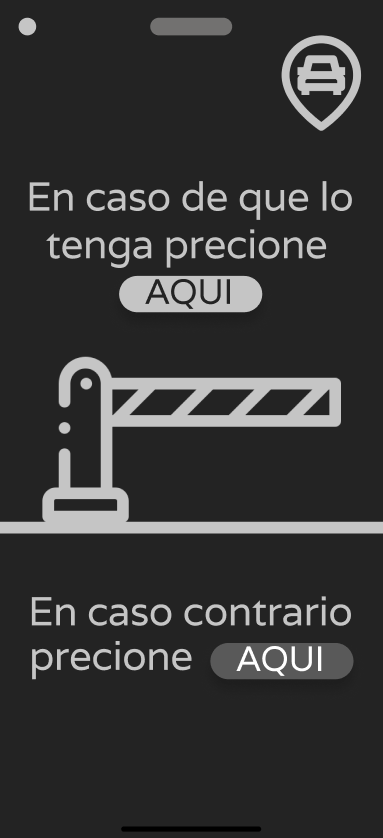 En caso de que lo
tenga precione
AQUI
En caso contrario
precione AQUI